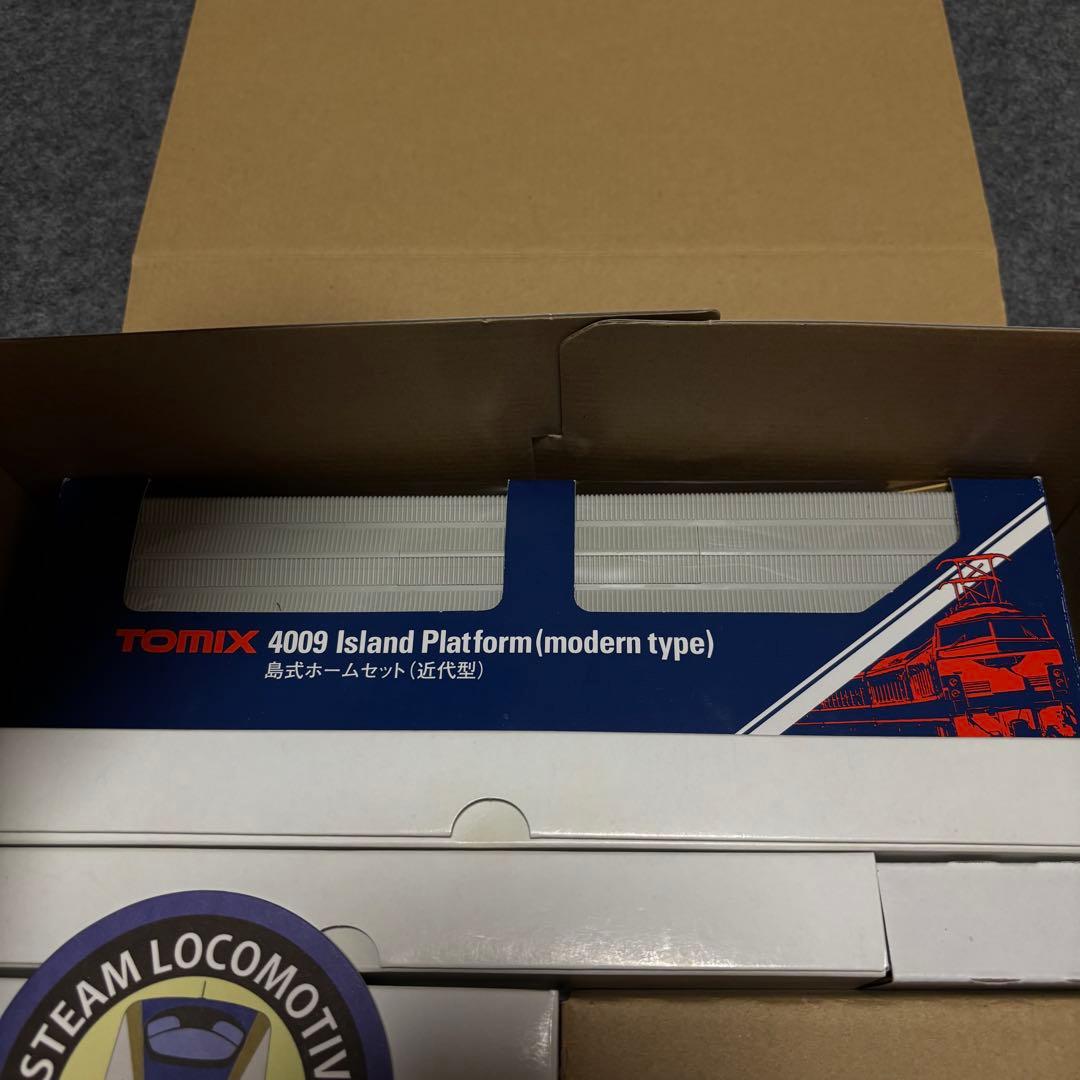 TOMIX 4009 Island Platform(modern type)
島式ホームセット(近代型)
STEAM LOCOMOTIV